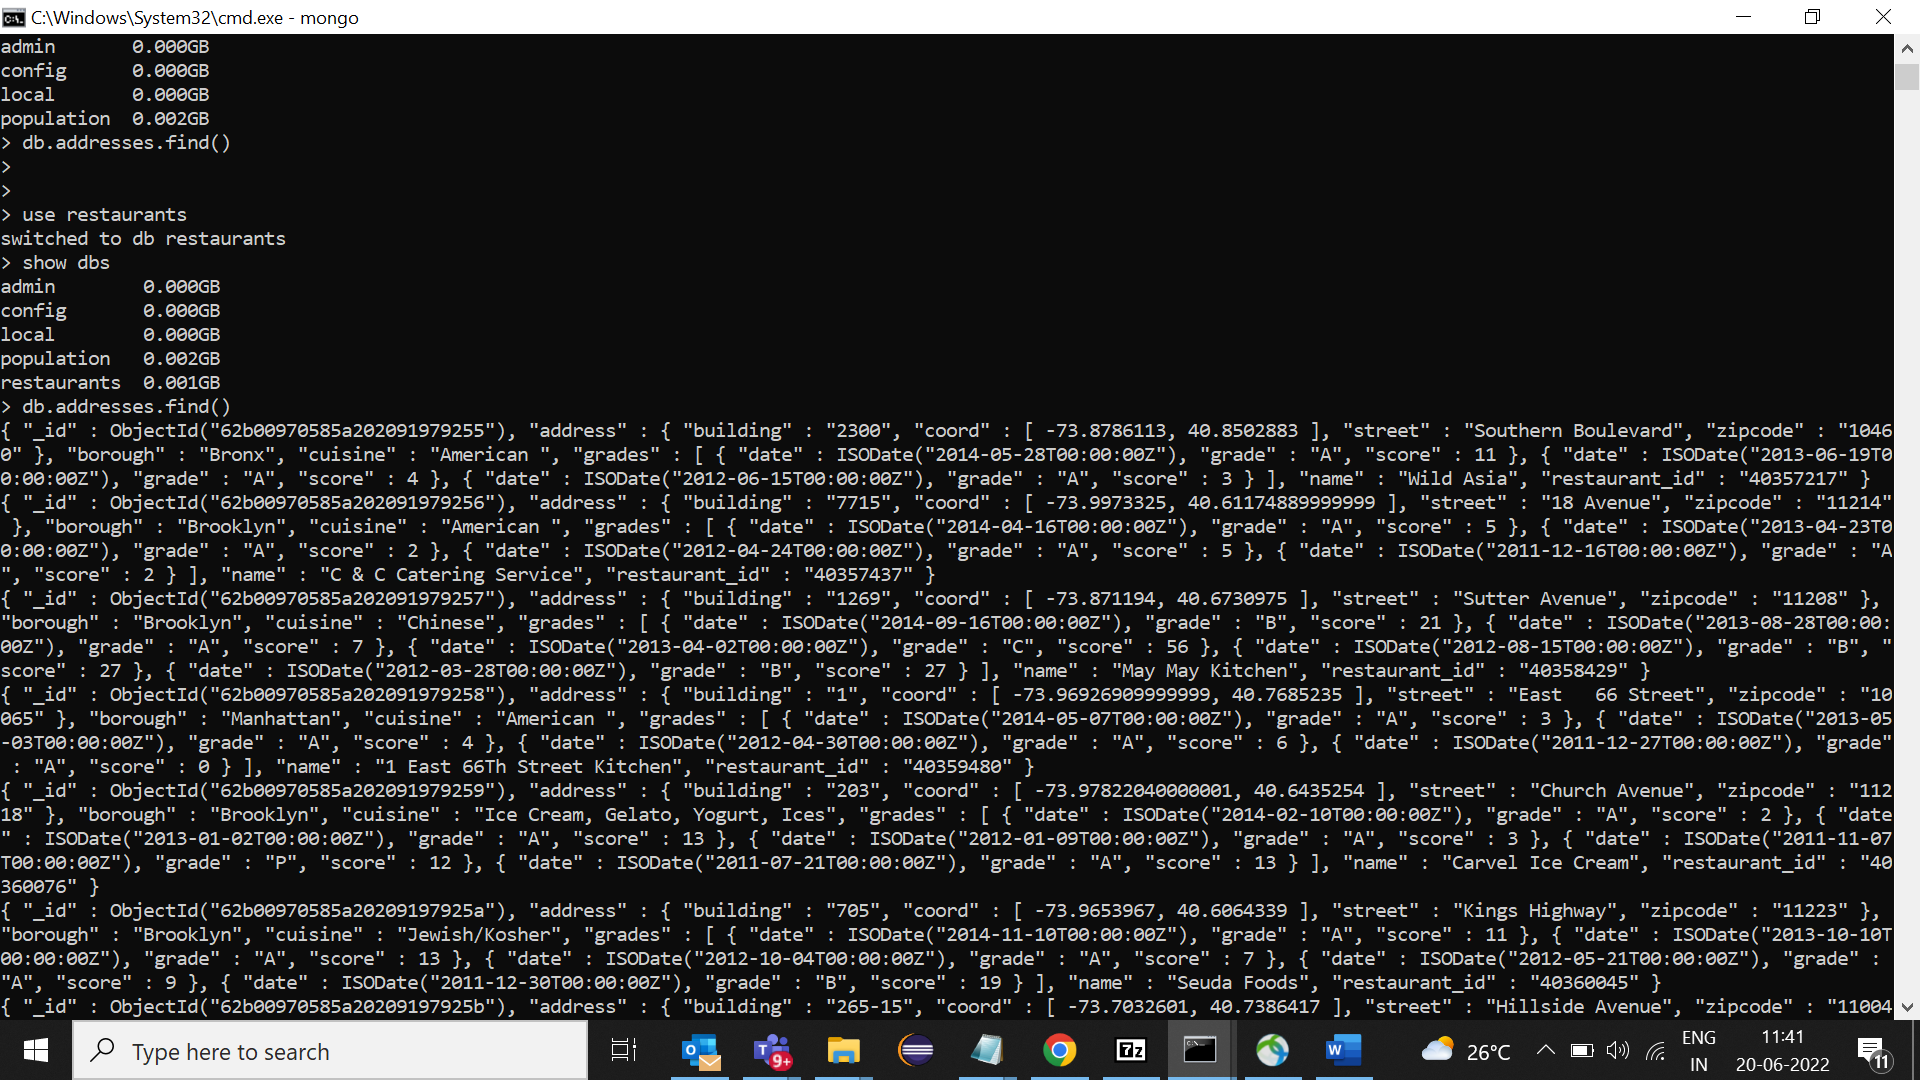 C:\Windows\System32\cmd.exe - mongo
admin       0.000GB
config      0.000GB
local       0.000GB
population  0.002GB
> db.addresses.find()
>
>
> use restaurants
switched to db restaurants
> show dbs
admin        0.000GB
config       0.000GB
local        0.000GB
population   0.002GB
restaurants  0.001GB
> db.addresses.find()
{ "_id" : ObjectId("62b00970585a202091979255"), "address" : { "building" : "2300", "coord" : [ -73.8786113, 40.8502883 ], "street" : "Southern Boulevard", "zipcode" : "1046
0" }, "borough" : "Bronx", "cuisine" : "American ", "grades" : [ { "date" : ISODate("2014-05-28T00:00:00Z"), "grade" : "A", "score" : 11 }, { "date" : ISODate("2013-06-19T0
0:00:00Z"), "grade" : "A", "score" : 4 }, { "date" : ISODate("2012-06-15T00:00:00Z"), "grade" : "A", "score" : 3 } ], "name" : "Wild Asia", "restaurant_id" : "40357217" }
{ "_id" : ObjectId("62b00970585a202091979256"), "address" : { "building" : "7715", "coord" : [ -73.9973325, 40.61174889999999 ], "street" : "18 Avenue", "zipcode" : "11214"
 }, "borough" : "Brooklyn", "cuisine" : "American ", "grades" : [ { "date" : ISODate("2014-04-16T00:00:00Z"), "grade" : "A", "score" : 5 }, { "date" : ISODate("2013-04-23T0
0:00:00Z"), "grade" : "A", "score" : 2 }, { "date" : ISODate("2012-04-24T00:00:00Z"), "grade" : "A", "score" : 5 }, { "date" : ISODate("2011-12-16T00:00:00Z"), "grade" : "A
", "score" : 2 } ], "name" : "C & C Catering Service", "restaurant_id" : "40357437" }
{ "_id" : ObjectId("62b00970585a202091979257"), "address" : { "building" : "1269", "coord" : [ -73.871194, 40.6730975 ], "street" : "Sutter Avenue", "zipcode" : "11208" },
"borough" : "Brooklyn", "cuisine" : "Chinese", "grades" : [ { "date" : ISODate("2014-09-16T00:00:00Z"), "grade" : "B", "score" : 21 }, { "date" : ISODate("2013-08-28T00:00:
00Z"), "grade" : "A", "score" : 7 }, { "date" : ISODate("2013-04-02T00:00:00Z"), "grade" : "C", "score" : 56 }, { "date" : ISODate("2012-08-15T00:00:00Z"), "grade" : "B", "
score" : 27 }, { "date" : ISODate("2012-03-28T00:00:00Z"), "grade" : "B", "score" : 27 } ], "name" : "May May Kitchen", "restaurant_id" : "40358429" }
{ "_id" : ObjectId("62b00970585a202091979258"), "address" : { "building" : "1", "coord" : [ -73.96926909999999, 40.7685235 ], "street" : "East   66 Street", "zipcode" : "10
065" }, "borough" : "Manhattan", "cuisine" : "American ", "grades" : [ { "date" : ISODate("2014-05-07T00:00:00Z"), "grade" : "A", "score" : 3 }, { "date" : ISODate("2013-05
-03T00:00:00Z"), "grade" : "A", "score" : 4 }, { "date" : ISODate("2012-04-30T00:00:00Z"), "grade" : "A", "score" : 6 }, { "date" : ISODate("2011-12-27T00:00:00Z"), "grade"
 : "A", "score" : 0 } ], "name" : "1 East 66Th Street Kitchen", "restaurant_id" : "40359480" }
{ "_id" : ObjectId("62b00970585a202091979259"), "address" : { "building" : "203", "coord" : [ -73.97822040000001, 40.6435254 ], "street" : "Church Avenue", "zipcode" : "112
18" }, "borough" : "Brooklyn", "cuisine" : "Ice Cream, Gelato, Yogurt, Ices", "grades" : [ { "date" : ISODate("2014-02-10T00:00:00Z"), "grade" : "A", "score" : 2 }, { "date
" : ISODate("2013-01-02T00:00:00Z"), "grade" : "A", "score" : 13 }, { "date" : ISODate("2012-01-09T00:00:00Z"), "grade" : "A", "score" : 3 }, { "date" : ISODate("2011-11-07
T00:00:00Z"), "grade" : "P", "score" : 12 }, { "date" : ISODate("2011-07-21T00:00:00Z"), "grade" : "A", "score" : 13 } ], "name" : "Carvel Ice Cream", "restaurant_id" : "40
360076" }
{ "_id" : ObjectId("62b00970585a20209197925a"), "address" : { "building" : "705", "coord" : [ -73.9653967, 40.6064339 ], "street" : "Kings Highway", "zipcode" : "11223" },
"borough" : "Brooklyn", "cuisine" : "Jewish/Kosher", "grades" : [ { "date" : ISODate("2014-11-10T00:00:00Z"), "grade" : "A", "score" : 11 }, { "date" : ISODate("2013-10-10T
00:00:00Z"), "grade" : "A", "score" : 13 }, { "date" : ISODate("2012-10-04T00:00:00Z"), "grade" : "A", "score" : 7 }, { "date" : ISODate("2012-05-21T00:00:00Z"), "grade" :
"A", "score" : 9 }, { "date" : ISODate("2011-12-30T00:00:00Z"), "grade" : "B", "score" : 19 } ], "name" : "Seuda Foods", "restaurant_id" : "40360045" }
{ "_id" : ObjectId("62b00970585a20209197925b"), "address" : { "building" : "265-15", "coord" : [ -73.7032601, 40.7386417 ], "street" : "Hillside Avenue", "zipcode" : "11004
Type here to search
9+
7z
26°C
ENG
IN
11:41
20-06-2022
11